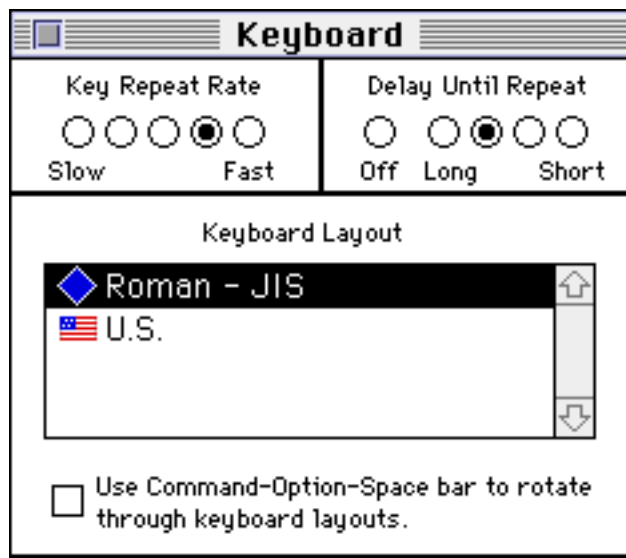 Keyboard
Key Repeat Rate
Slow Fast
Delay Until Repeat
Off Long Short
Keyboard Layout
Roman - JIS
U.S.
Use Command-Option-Space bar to rotate
through keyboard layouts.